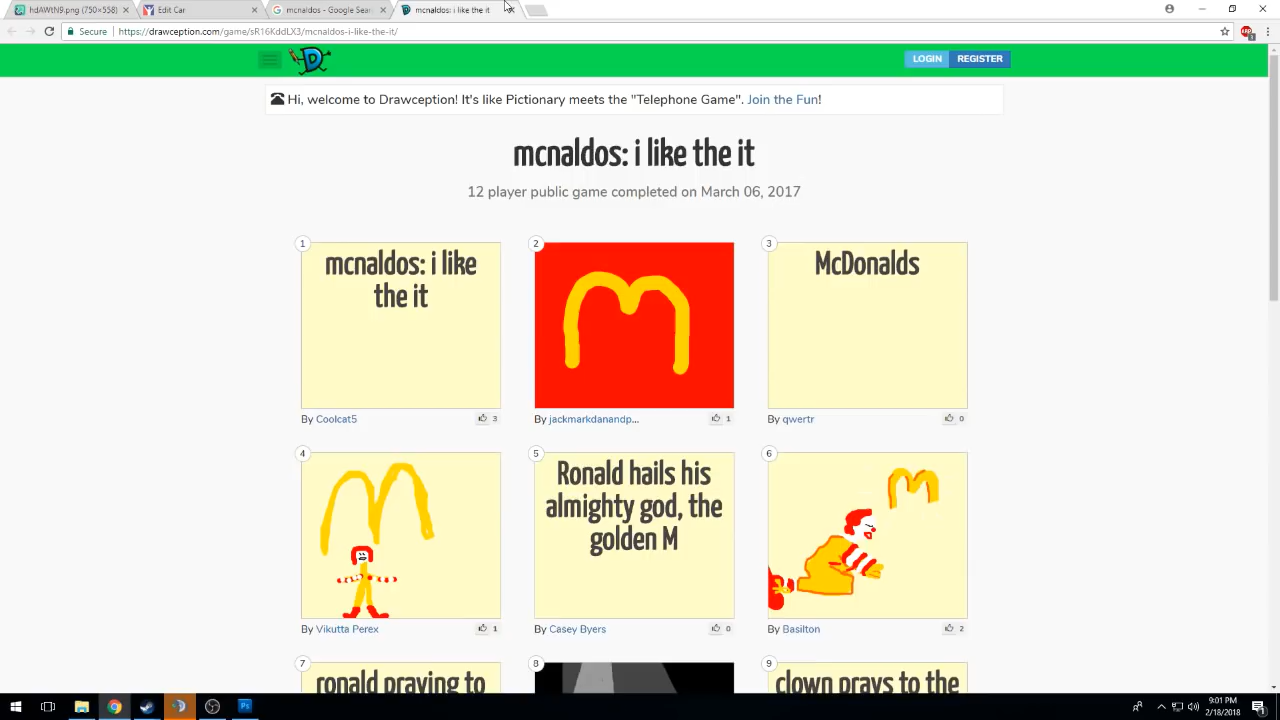 hdAWtN9.png (750×558)
Edit Car
mcnaldos - Google Sear
mcnaldos: i like the it
Secure
https://drawception.com/game/sR16KddLX3/mcnaldos-i-like-the-it/
D
LOGIN
REGISTER
Hi, welcome to Drawception! It's like Pictionary meets the "Telephone Game". Join the Fun!
mcnaldos: i like the it
12 player public game completed on March 06, 2017
1
mcnaldos: i like
the it
By Coolcat5
3
2
By jackmarkdanandp...
1
3
McDonalds
By qwertr
0
4
By Vikutta Perex
1
5
Ronald hails his
almighty god, the
golden M
By Casey Byers
0
6
By Basilton
2
7
ronald praying to
8
9
clown prays to the
9:01 PM
2/18/2018